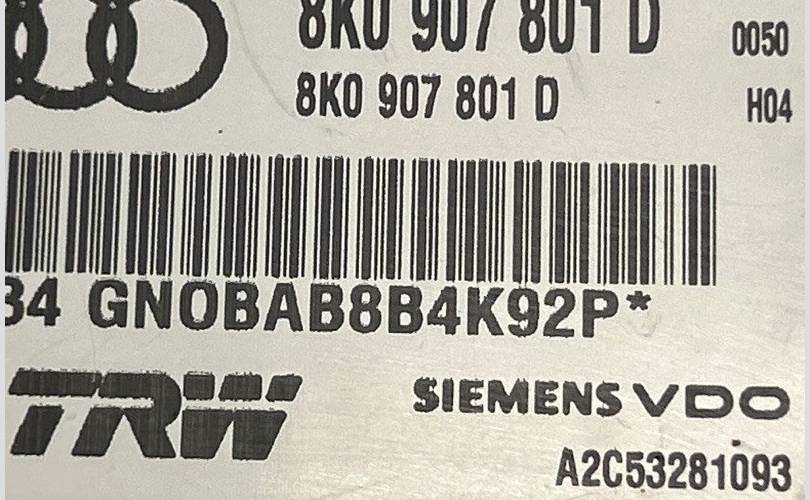 8K0 907 801 D 0050
8K0 907 801 D H04
34 GNOBAB8B4K92P*
TRW SIEMENS VDO
A2C53281093